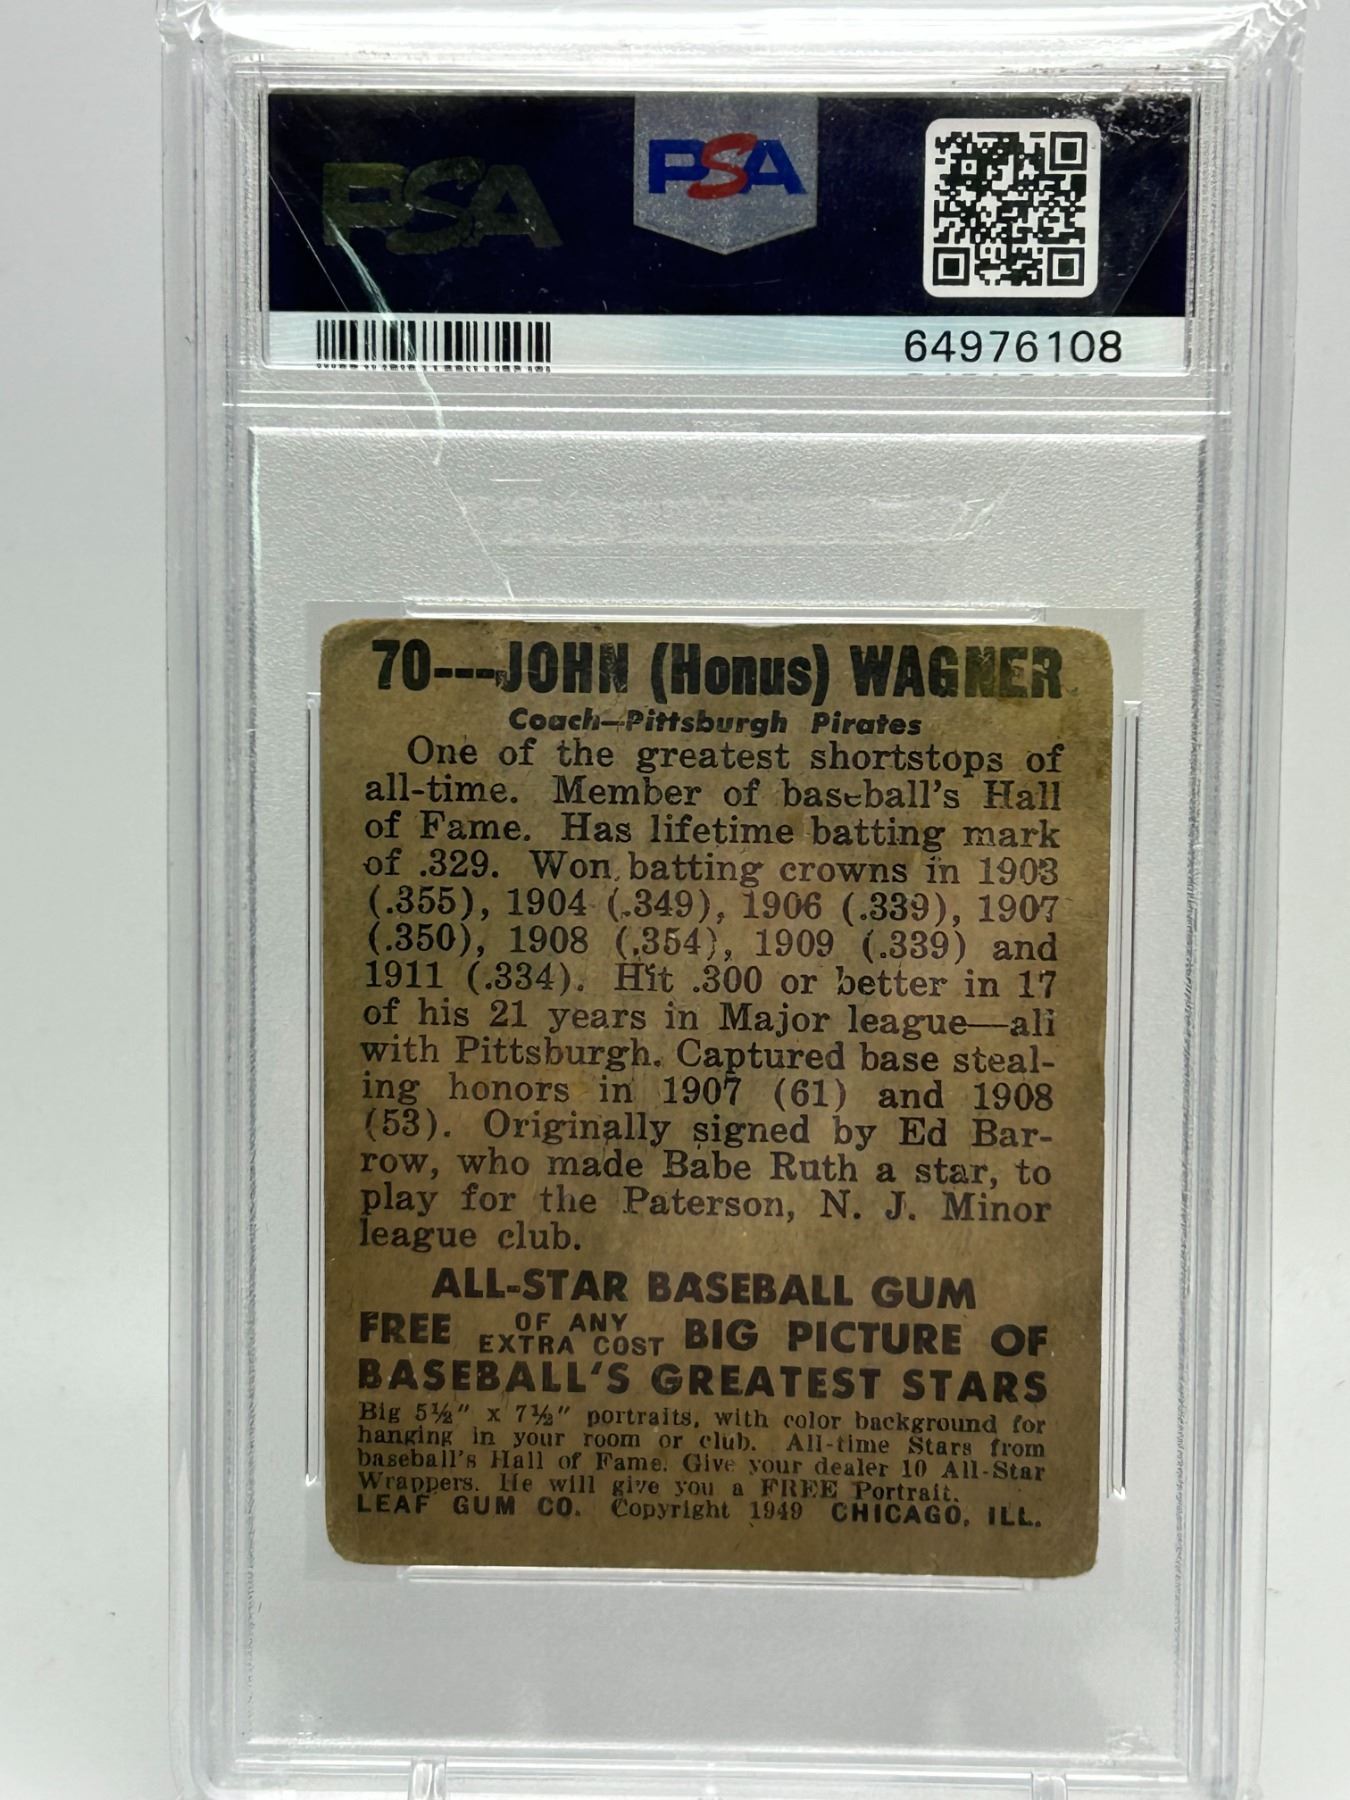 PSA
PSA
64976108
70---JOHN (Honus) WAGNER
Coach—Pittsburgh Pirates
One of the greatest shortstops of
all-time. Member of baseball's Hall
of Fame. Has lifetime batting mark
of .329. Won batting crowns in 1903
(.355), 1904 (.349), 1906 (.339), 1907
(.350), 1908 (.354), 1909 (.339) and
1911 (.334). Hit .300 or better in 17
of his 21 years in Major league—all
with Pittsburgh. Captured base steal-
ing honors in 1907 (61) and 1908
(53). Originally signed by Ed Bar-
row, who made Babe Ruth a star, to
play for the Paterson, N. J. Minor
league club.
ALL-STAR BASEBALL GUM
FREE OF ANY EXTRA COST BIG PICTURE OF
BASEBALL'S GREATEST STARS
Big 5½" x 7½" portraits, with color background for
hanging in your room or club. All-time Stars from
baseball's Hall of Fame. Give your dealer 10 All-Star
Wrappers. He will give you a FREE Portrait.
LEAF GUM CO. Copyright 1949 CHICAGO, ILL.